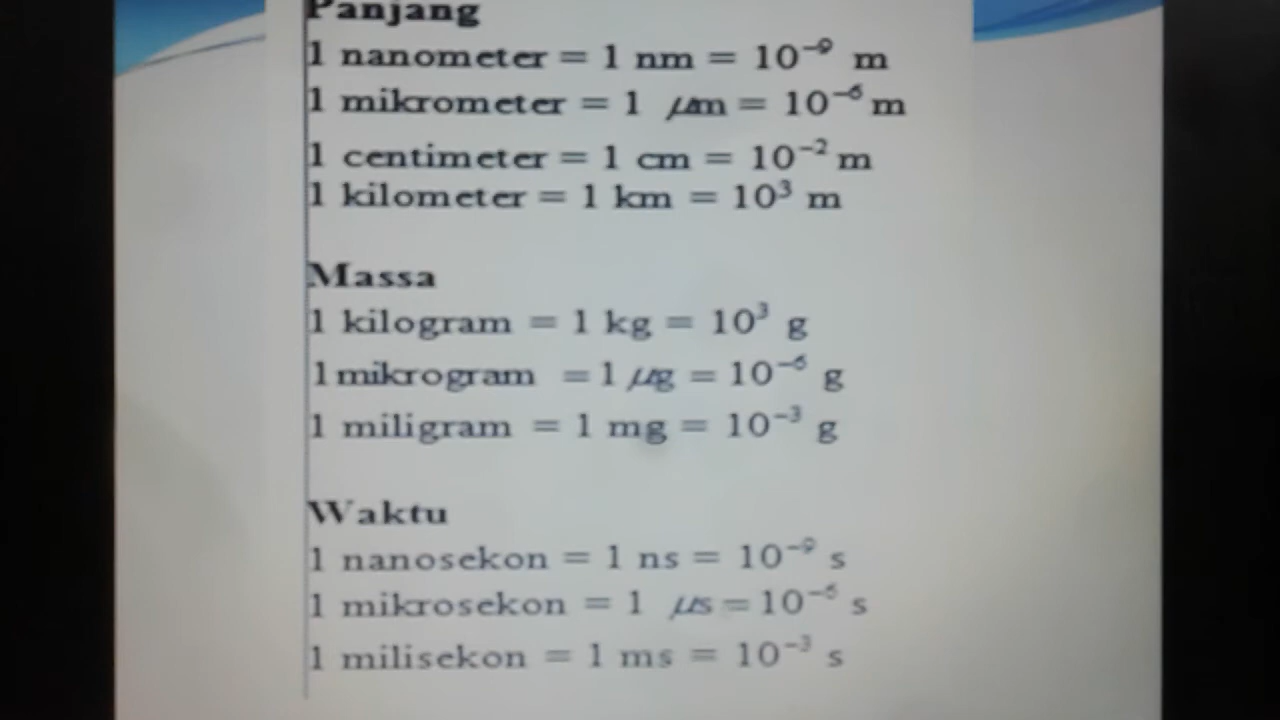 Panjang
1 nanometer = 1 nm = 10⁻⁹ m
1 mikrometer = 1 μm = 10⁻⁶ m
1 centimeter = 1 cm = 10⁻² m
1 kilometer = 1 km = 10³ m
Massa
1 kilogram = 1 kg = 10³ g
1 mikrogram = 1 μg = 10⁻⁶ g
1 miligram = 1 mg = 10⁻³ g
Waktu
1 nanosekon = 1 ns = 10⁻⁹ s
1 mikrosekon = 1 μs = 10⁻⁶ s
1 milisekon = 1 ms = 10⁻³ s